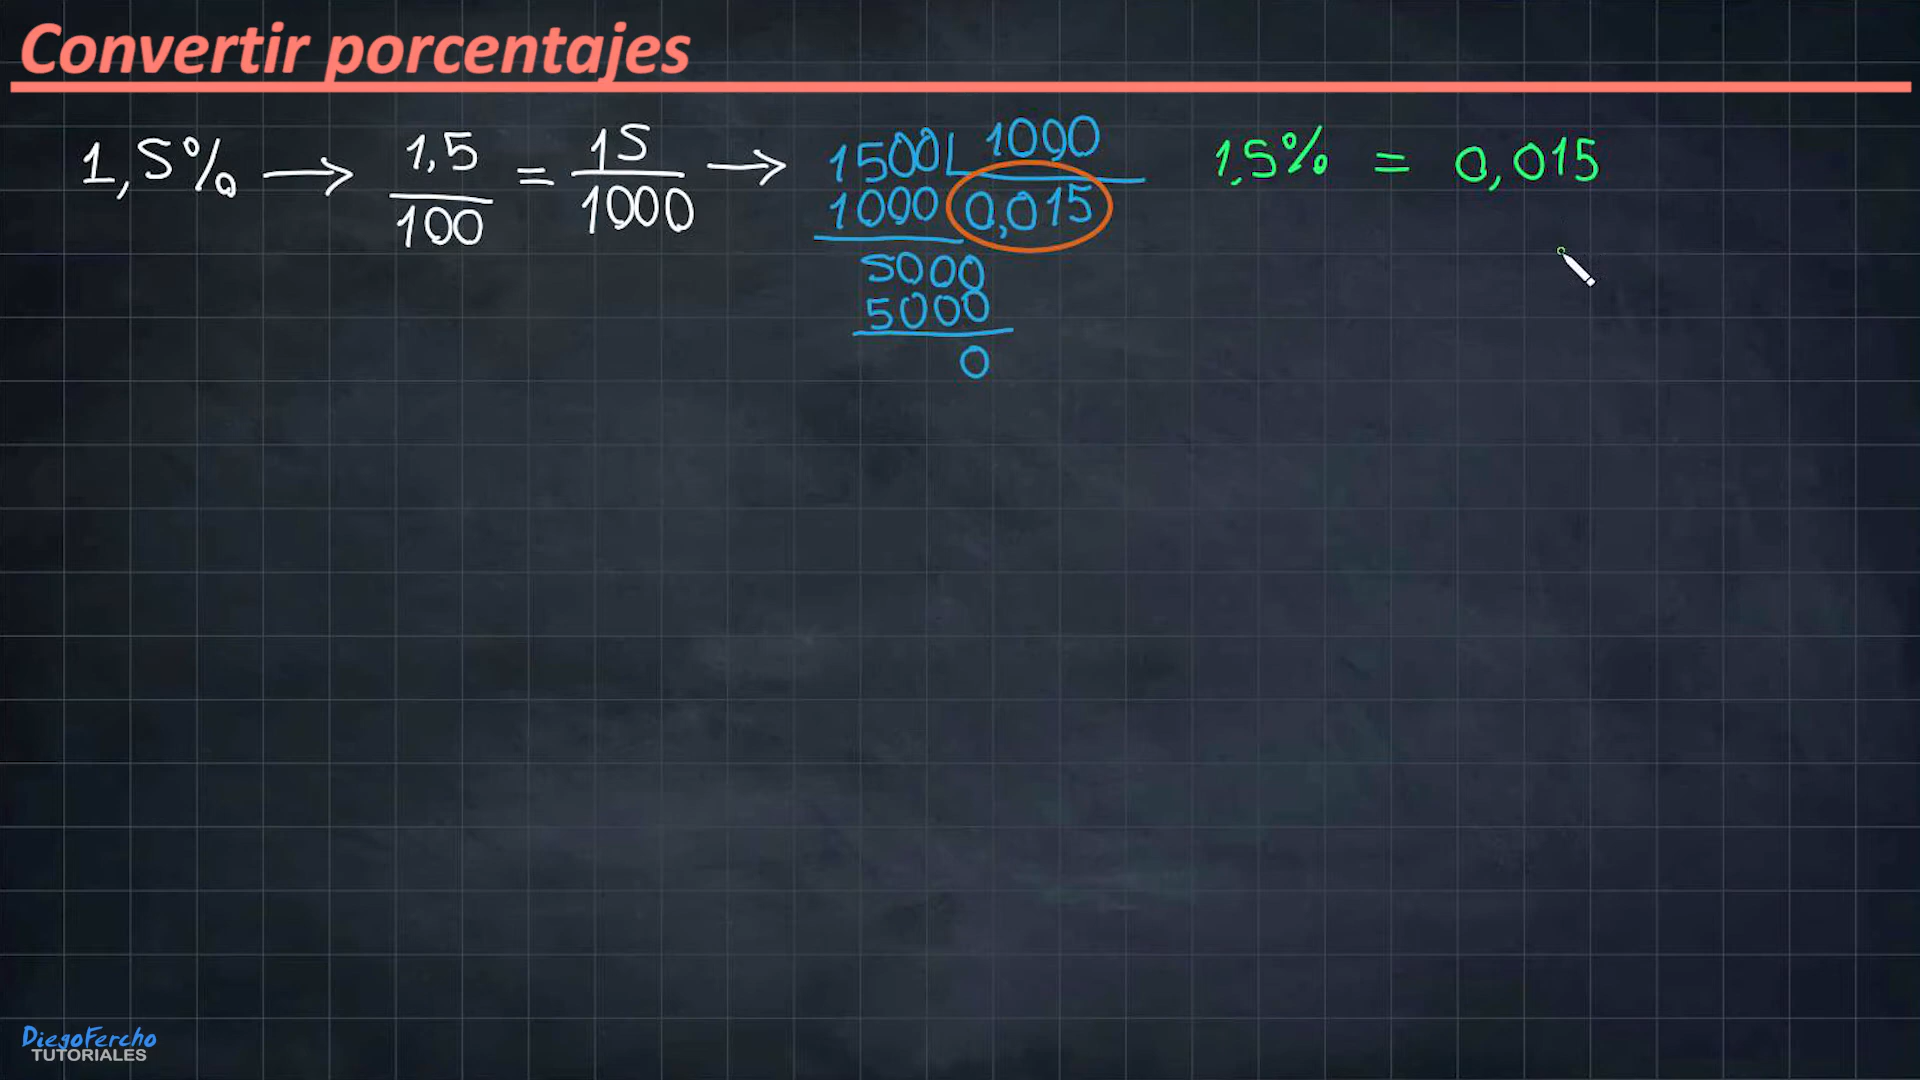 Convertir porcentajes
1,5% → 1,5/100 = 15/1000 → 1500 | 1000
1000 0,015
5000
5000
0
1,5% = 0,015
DiegoFercho
TUTORIALES